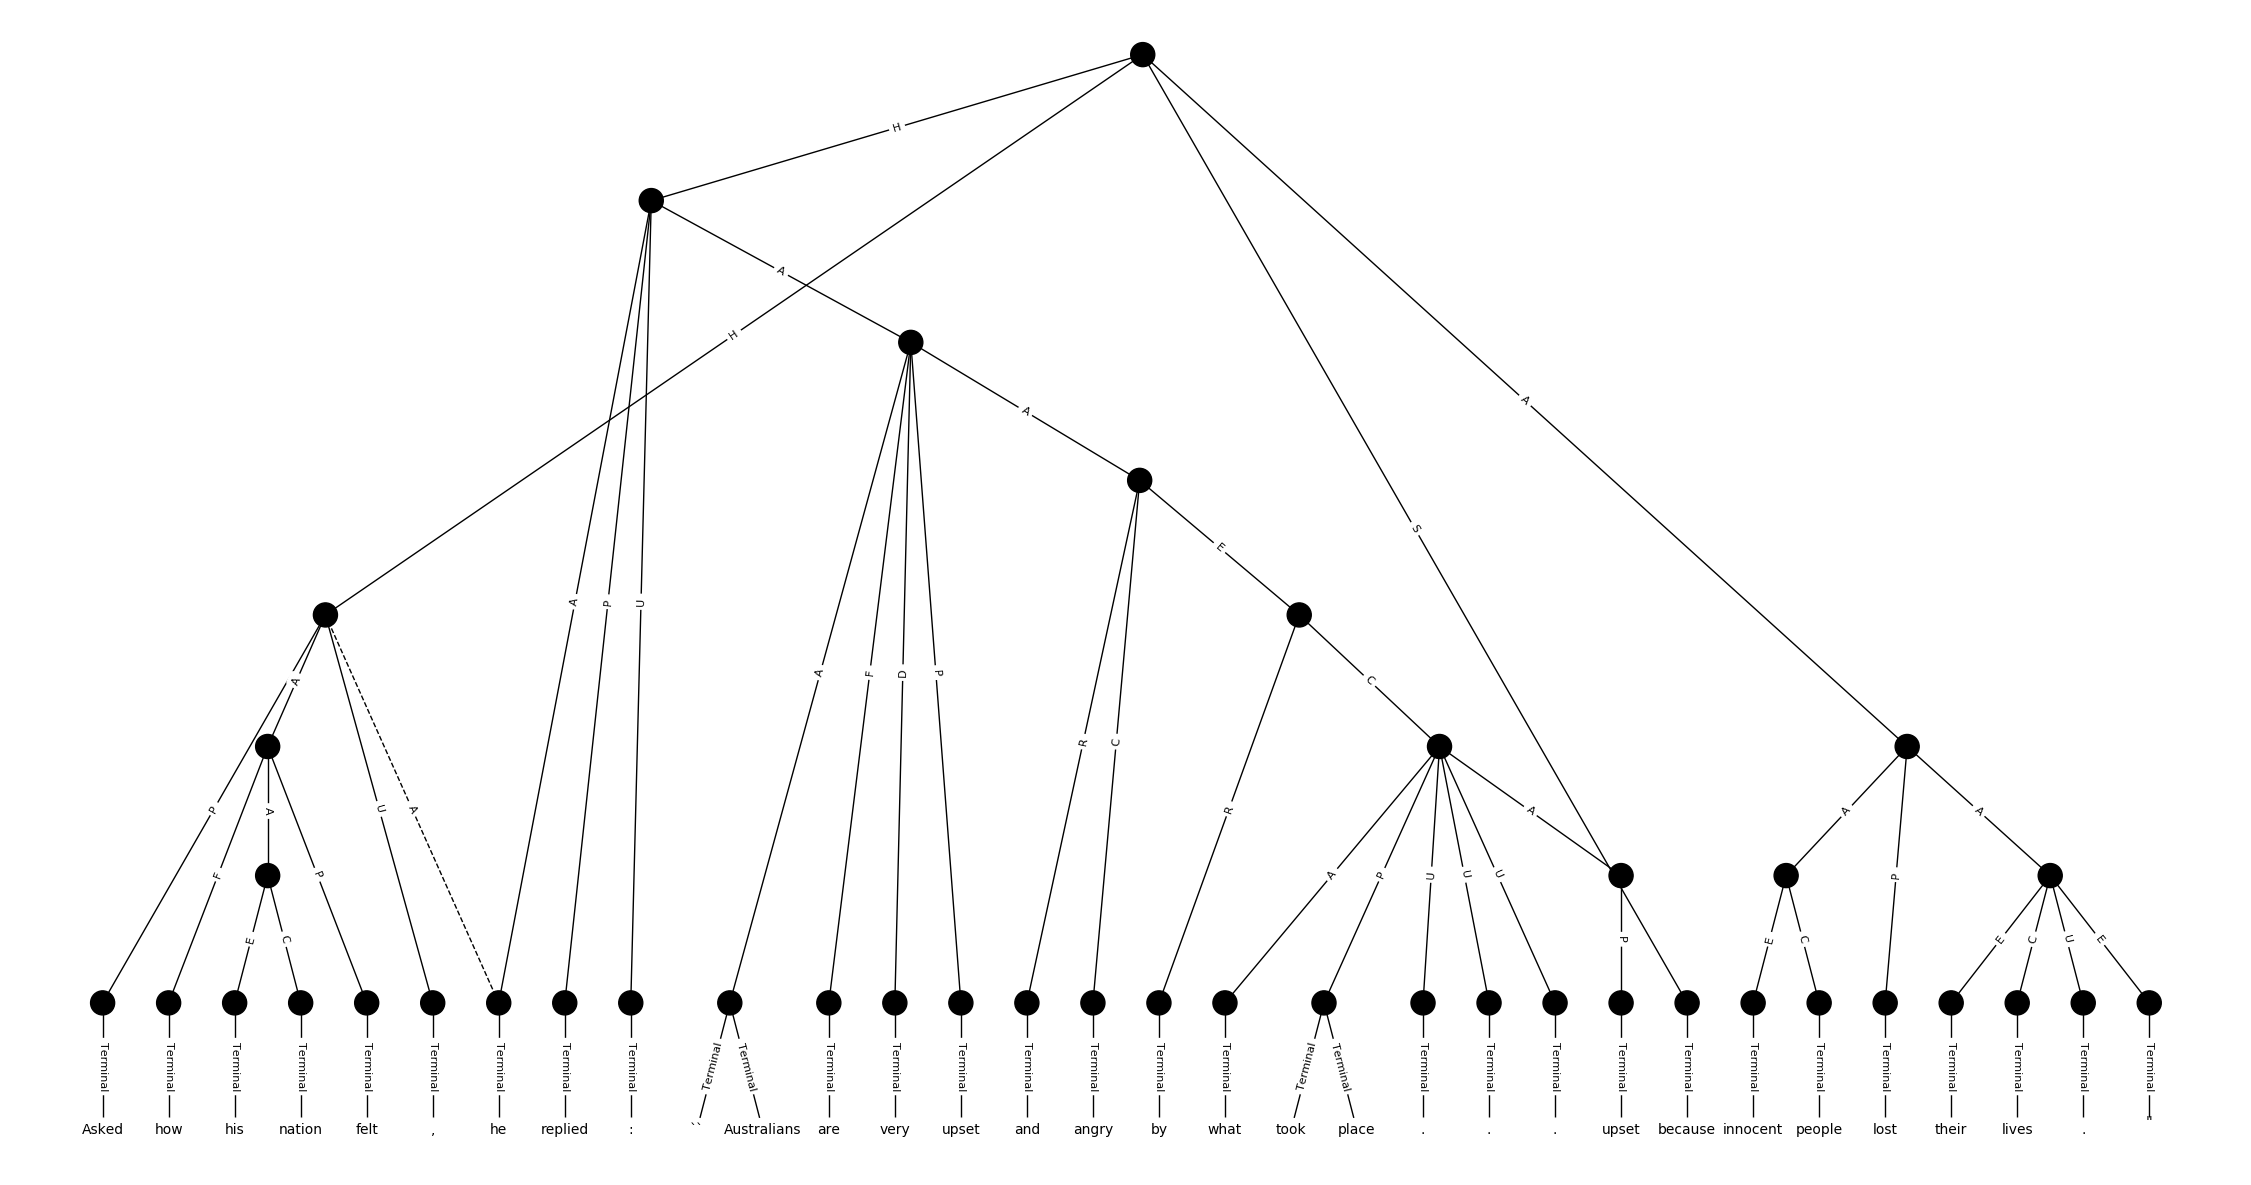 H
A
H
A
A
S
E
A P U
A F D P
A
C
R C
P
U A
R
A
A A
F A P
A P U U U
P
E C
P
E C
E C U E
Terminal Terminal Terminal Terminal Terminal Terminal Terminal Terminal Terminal Terminal Terminal Terminal Terminal Terminal Terminal Terminal Terminal Terminal Terminal Terminal Terminal Terminal Terminal Terminal Terminal Terminal Terminal Terminal Terminal Terminal Terminal Terminal
Asked how his nation felt , he replied : `` Australians are very upset and angry by what took place . . . upset because innocent people lost their lives . "